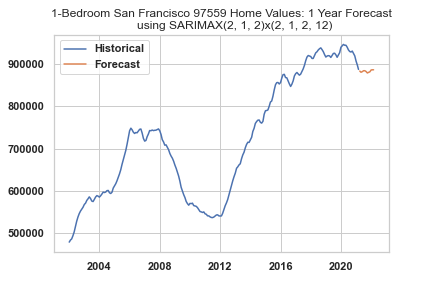 1-Bedroom San Francisco 97559 Home Values: 1 Year Forecast
using SARIMAX(2, 1, 2)x(2, 1, 2, 12)
Historical
Forecast
900000
800000
700000
600000
500000
2004 2008 2012 2016 2020